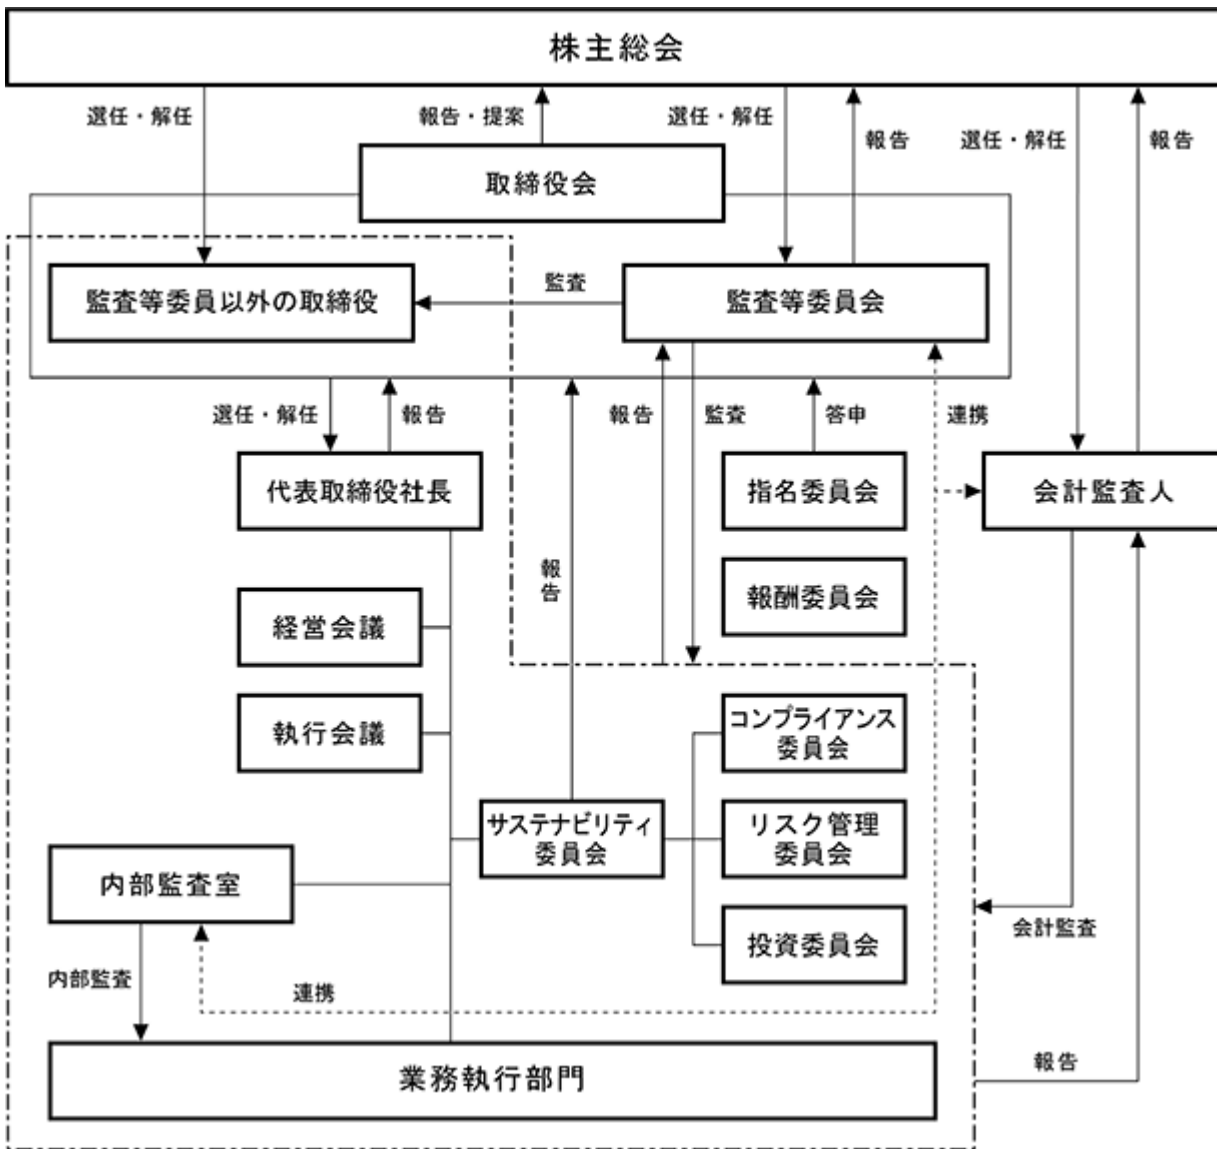 株主総会
選任・解任
報告・提案
選任・解任
報告
選任・解任
報告
取締役会
監査等委員以外の取締役
監査
監査等委員会
選任・解任
報告
報告
監査
答申
連携
代表取締役社長
指名委員会
会計監査人
報告
経営会議
報酬委員会
執行会議
コンプライアンス
委員会
サステナビリティ
委員会
リスク管理
委員会
内部監査室
投資委員会
会計監査
内部監査
連携
業務執行部門
報告